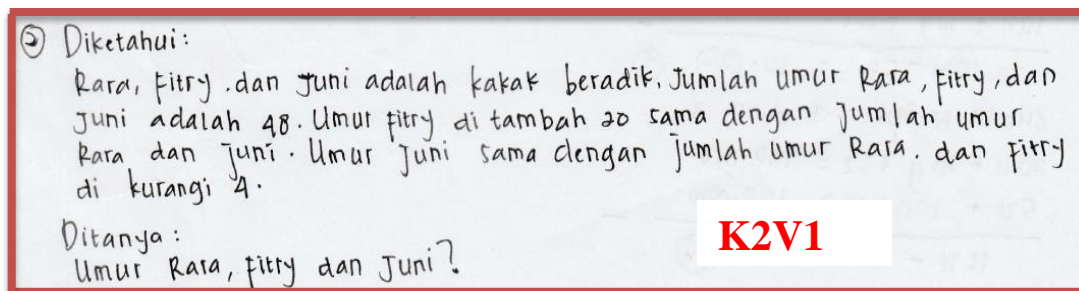 ② Diketahui:
Rara, Fitry, dan Juni adalah kakak beradik. Jumlah umur Rara, Fitry, dan
Juni adalah 48. Umur Fitry di tambah 20 sama dengan Jumlah umur
Rara dan Juni. Umur Juni sama dengan jumlah umur Rara. dan Fitry
di kurangi 4.
Ditanya:
Umur Rara, Fitry dan Juni?
K2V1